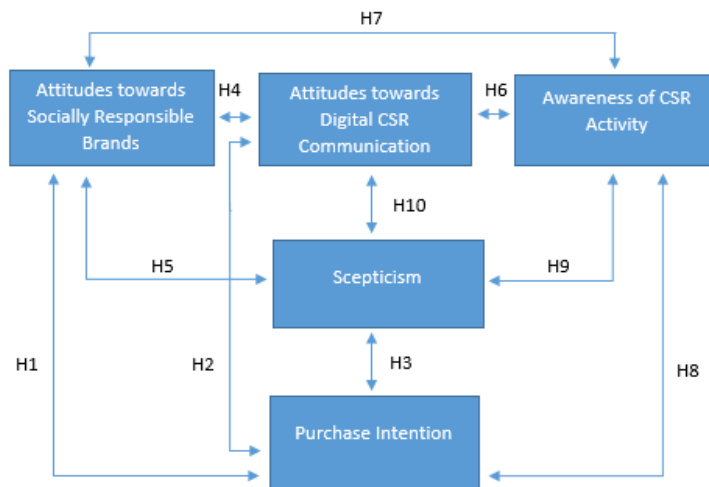 H7
Attitudes towards
Socially Responsible
Brands
H4
Attitudes towards
Digital CSR
Communication
H6
Awareness of CSR
Activity
H10
H5
Scepticism
H9
H1
H2
H3
H8
Purchase Intention